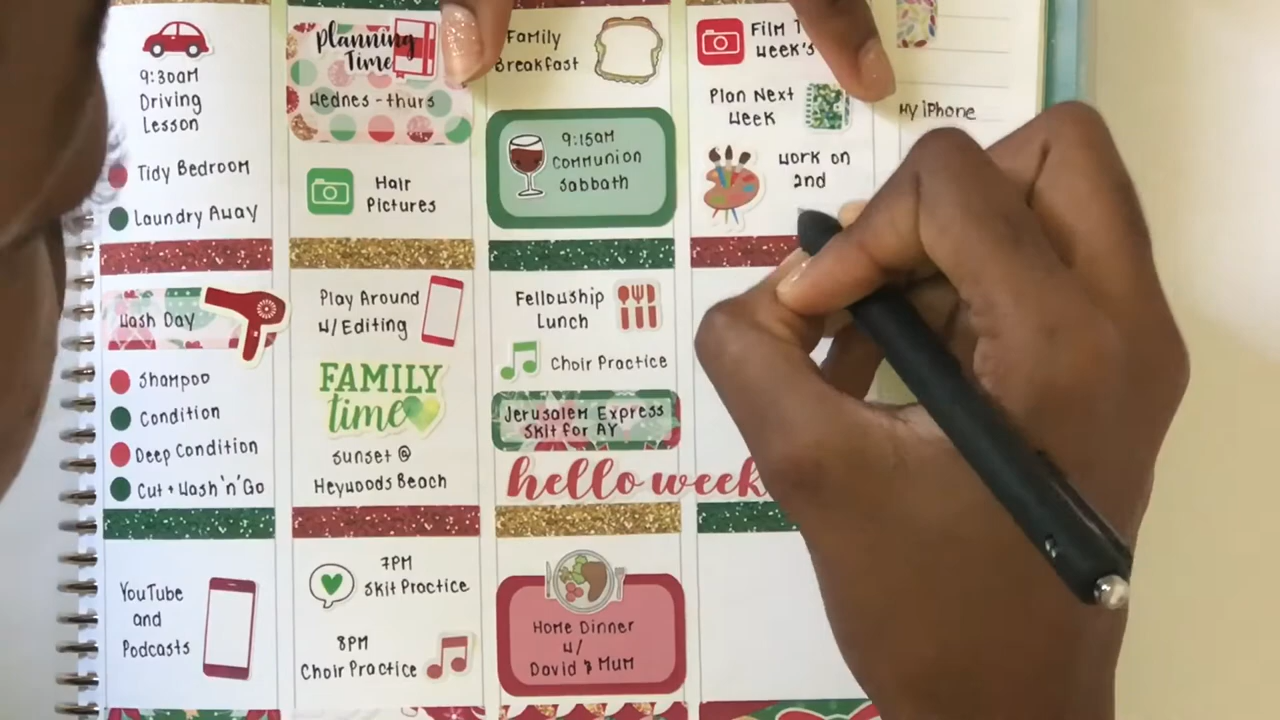 9:30am
Driving
Lesson
Tidy Bedroom
Laundry Away
Wash Day
Shampoo
Condition
Deep Condition
Cut + Wash 'n' Go
YouTube
and
Podcasts
planning
Time
Wednes - thurs
Hair
Pictures
Play Around
w/ Editing
FAMILY
time
Sunset @
Heywoods Beach
7PM
Skit Practice
8PM
Choir Practice
Family
Breakfast
9:15am
Communion
Sabbath
Fellowship
Lunch
Choir Practice
Jerusalem Express
Skit for AY
hello week
Home Dinner
w/
David & Mum
Film
Week's
Plan Next
Week
Work on
2nd
My iPhone